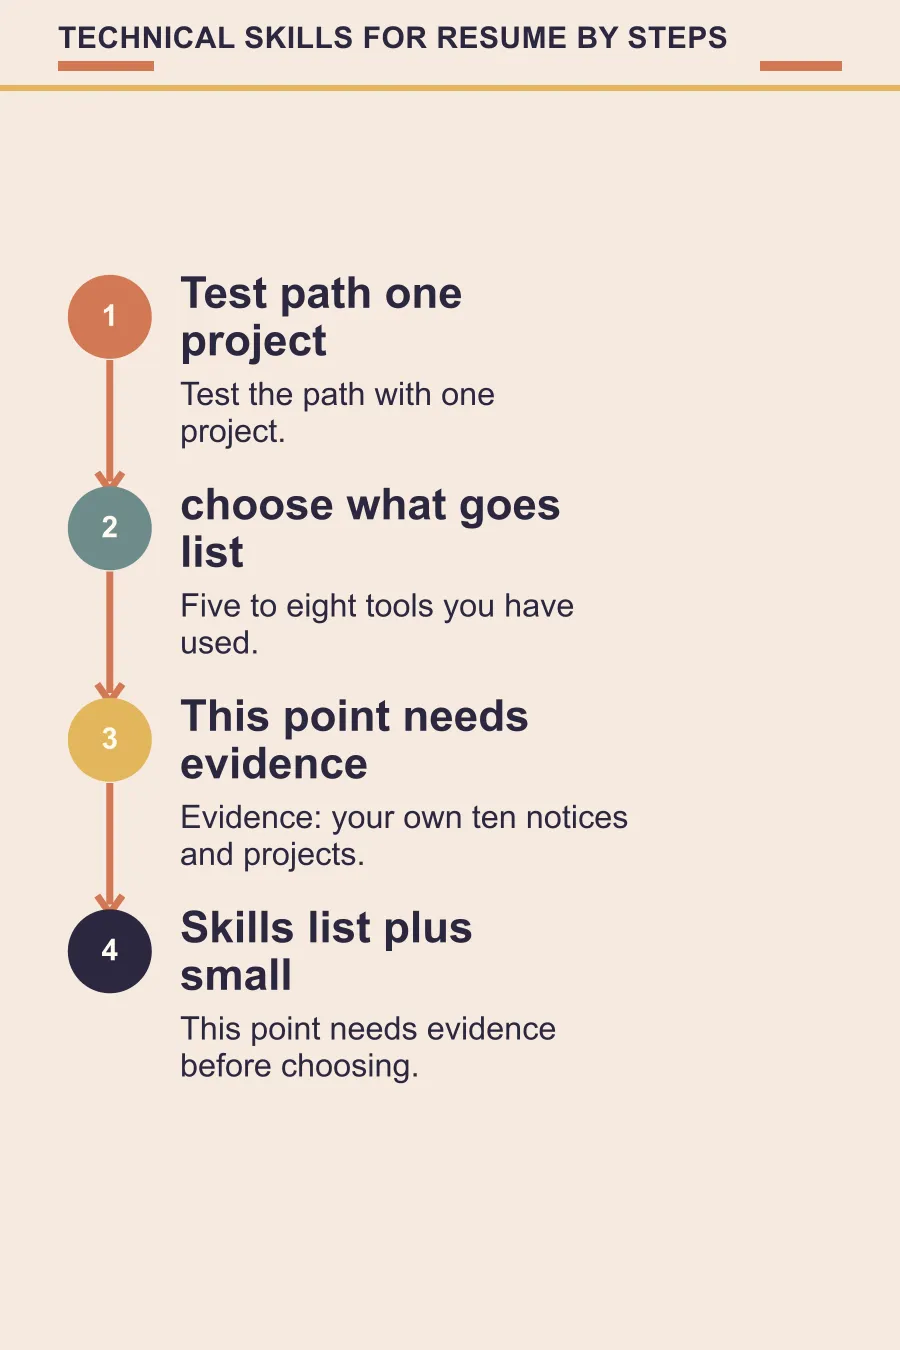 TECHNICAL SKILLS FOR RESUME BY STEPS
1
Test path one
project
Test the path with one
project.
2
choose what goes
list
Five to eight tools you have
used.
3
This point needs
evidence
Evidence: your own ten notices
and projects.
4
Skills list plus
small
This point needs evidence
before choosing.